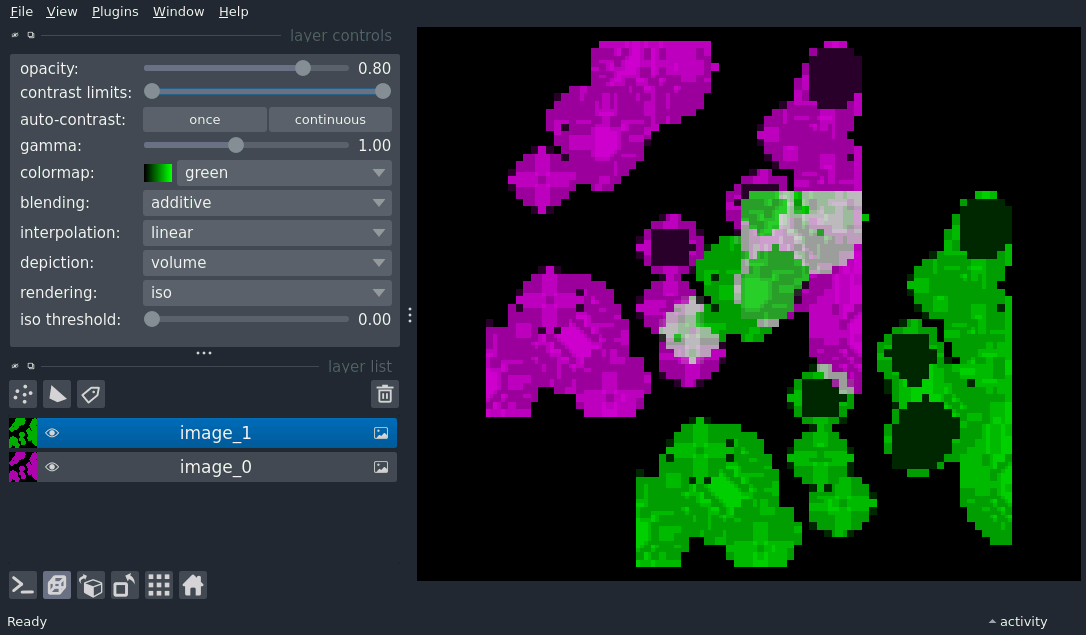 File View Plugins Window Help
layer controls
opacity: 0.80
contrast limits:
auto-contrast: once continuous
gamma: 1.00
colormap: green
blending: additive
interpolation: linear
depiction: volume
rendering: iso
iso threshold: 0.00
layer list
image_1
image_0
Ready
activity